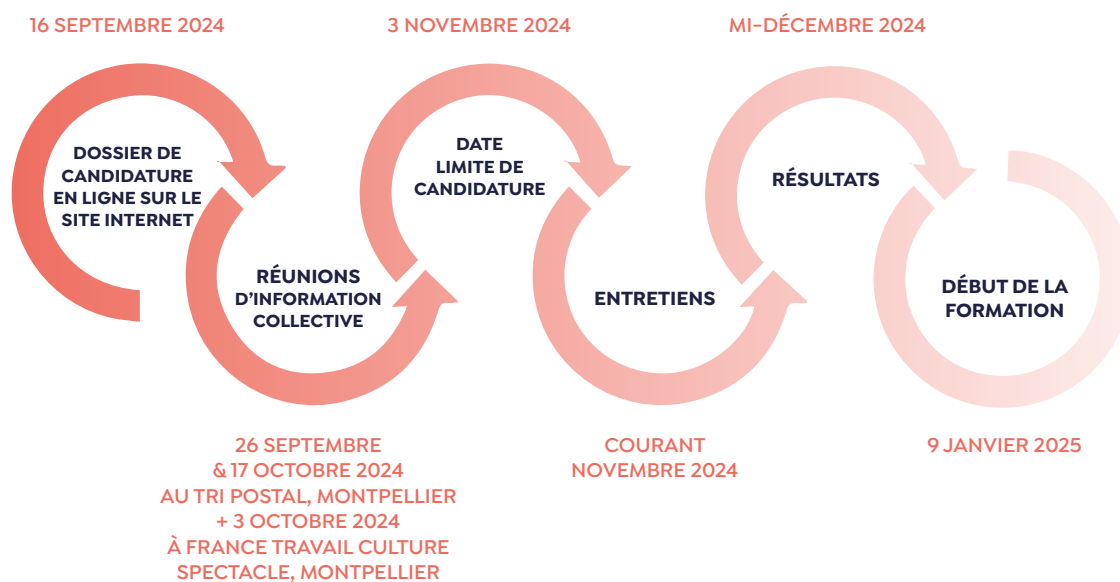 16 SEPTEMBRE 2024
DOSSIER DE
CANDIDATURE
EN LIGNE SUR LE
SITE INTERNET
RÉUNIONS
D'INFORMATION
COLLECTIVE
26 SEPTEMBRE
& 17 OCTOBRE 2024
AU TRI POSTAL, MONTPELLIER
+ 3 OCTOBRE 2024
À FRANCE TRAVAIL CULTURE
SPECTACLE, MONTPELLIER
3 NOVEMBRE 2024
DATE
LIMITE DE
CANDIDATURE
ENTRETIENS
COURANT
NOVEMBRE 2024
MI-DÉCEMBRE 2024
RÉSULTATS
DÉBUT DE LA
FORMATION
9 JANVIER 2025